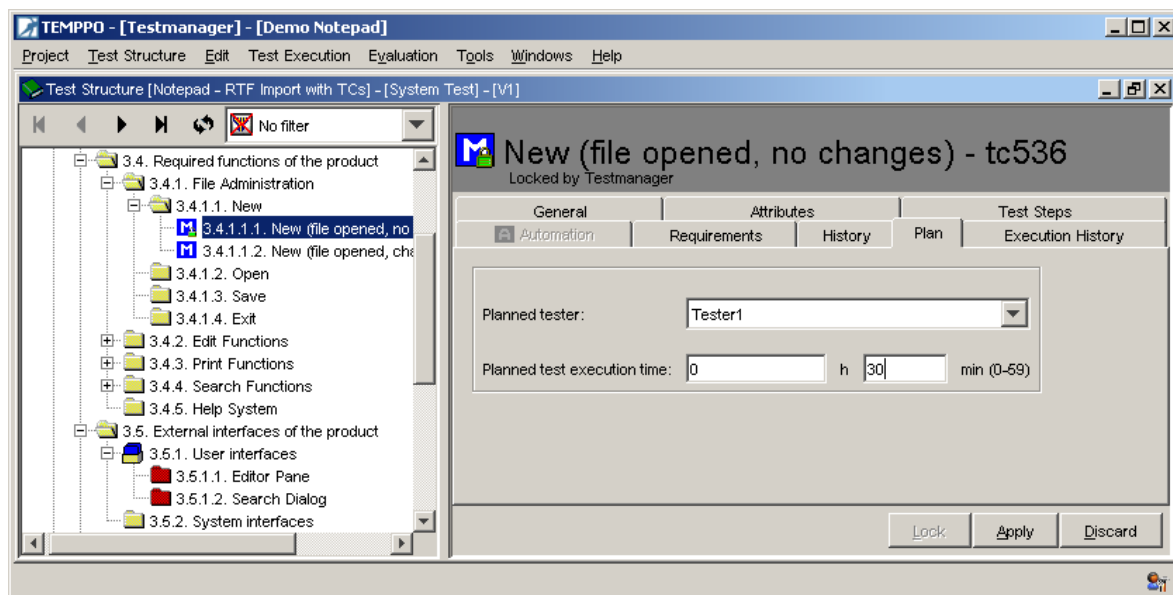 TEMPPO - [Testmanager] - [Demo Notepad]
Project Test Structure Edit Test Execution Evaluation Tools Windows Help
Test Structure [Notepad - RTF Import with TCs] - [System Test] - [V1]
No filter
3.4. Required functions of the product
3.4.1. File Administration
3.4.1.1. New
3.4.1.1.1. New (file opened, no
3.4.1.1.2. New (file opened, cha
3.4.1.2. Open
3.4.1.3. Save
3.4.1.4. Exit
3.4.2. Edit Functions
3.4.3. Print Functions
3.4.4. Search Functions
3.4.5. Help System
3.5. External interfaces of the product
3.5.1. User interfaces
3.5.1.1. Editor Pane
3.5.1.2. Search Dialog
3.5.2. System interfaces
M New (file opened, no changes) - tc536
Locked by Testmanager
General Attributes Test Steps
A Automation Requirements History Plan Execution History
Planned tester: Tester1
Planned test execution time: 0 h 30 min (0-59)
Lock Apply Discard